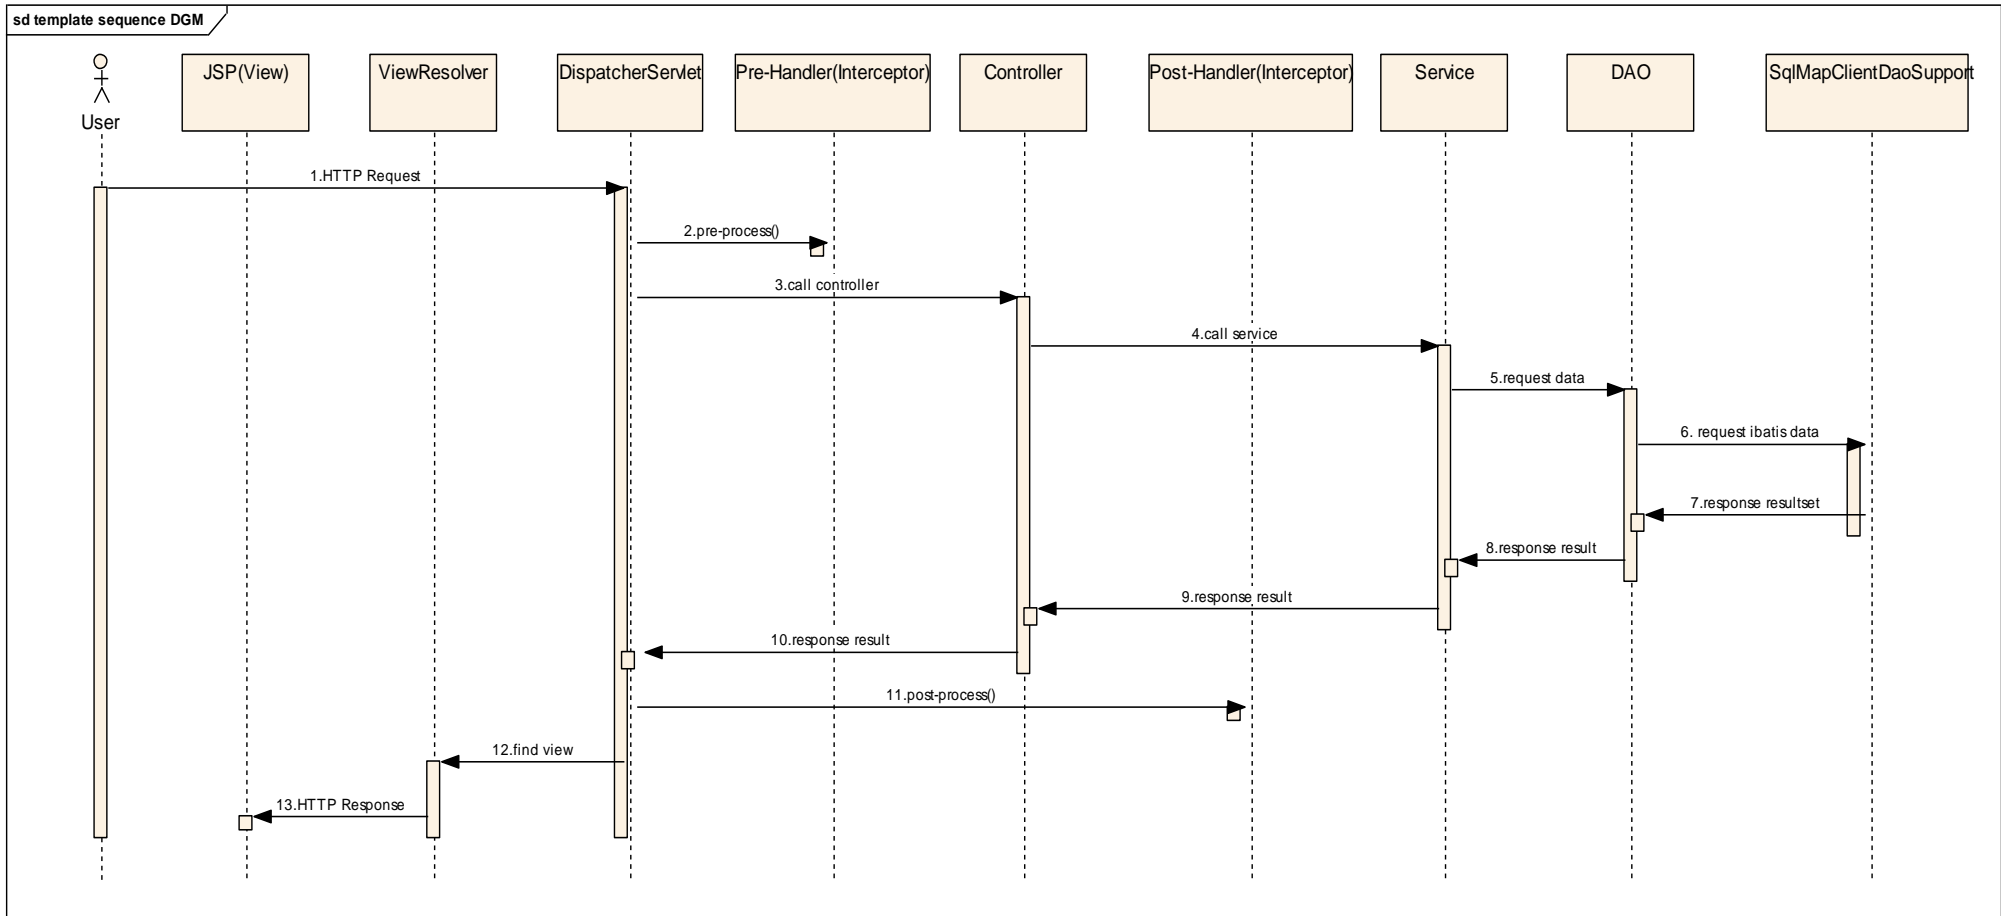 sd template sequence DGM
User
JSP(View)
ViewResolver
DispatcherServlet
Pre-Handler(Interceptor)
Controller
Post-Handler(Interceptor)
Service
DAO
SqlMapClientDaoSupport
1.HTTP Request
2.pre-process()
3.call controller
4.call service
5.request data
6. request ibatis data
7.response resultset
8.response result
9.response result
10.response result
11.post-process()
12.find view
13.HTTP Response